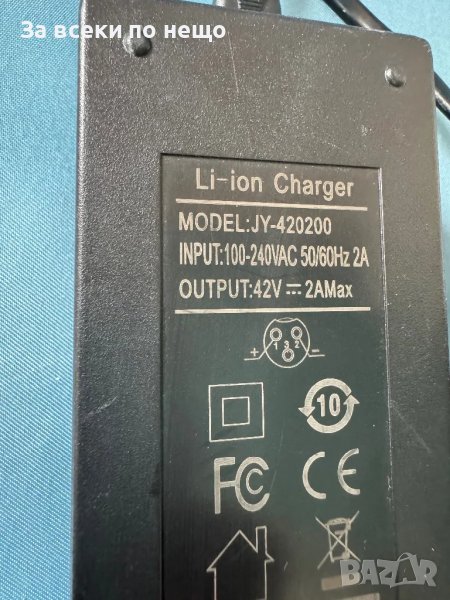 За всеки по нещо
Li-ion Charger
MODEL:JY-420200
INPUT:100-240VAC 50/60Hz 2A
OUTPUT:42V ⎓ 2AMax
+ 1 3 2 -
10
FC CE
BAZAR